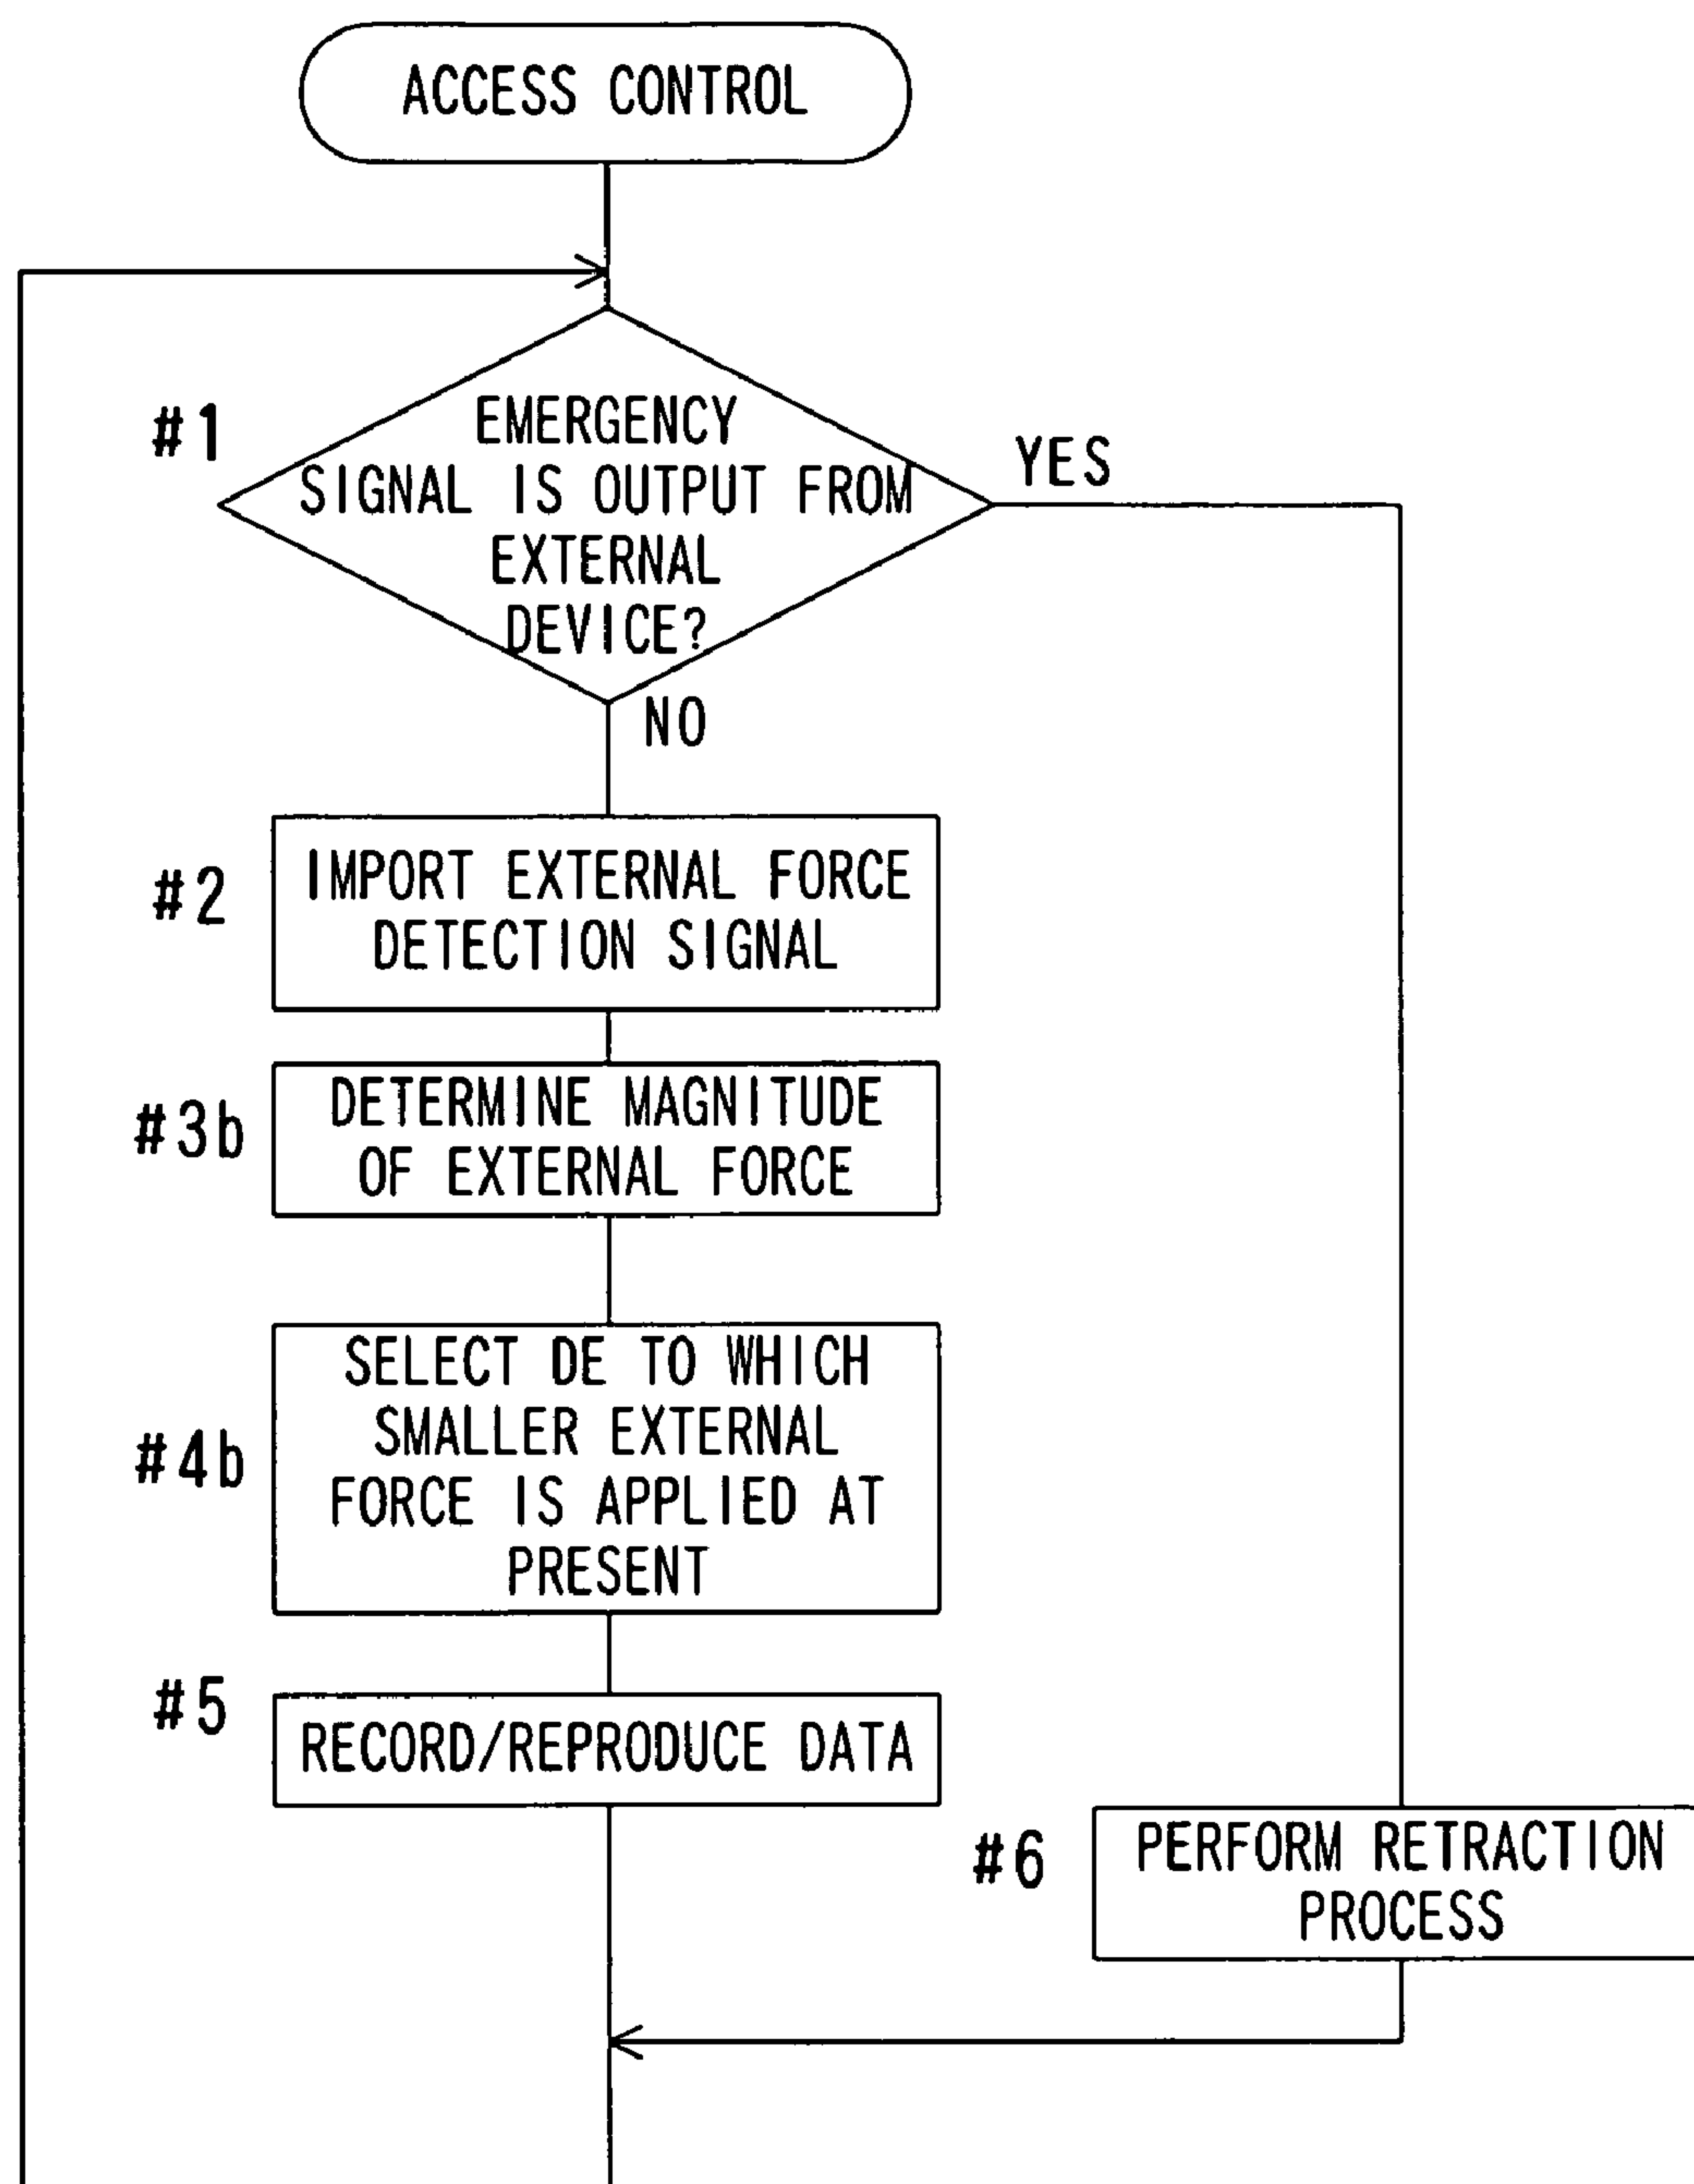 ACCESS CONTROL
#1
EMERGENCY
SIGNAL IS OUTPUT FROM
EXTERNAL
DEVICE?
YES
NO
#2
IMPORT EXTERNAL FORCE
DETECTION SIGNAL
#3b
DETERMINE MAGNITUDE
OF EXTERNAL FORCE
#4b
SELECT DE TO WHICH
SMALLER EXTERNAL
FORCE IS APPLIED AT
PRESENT
#5
RECORD/REPRODUCE DATA
#6
PERFORM RETRACTION
PROCESS